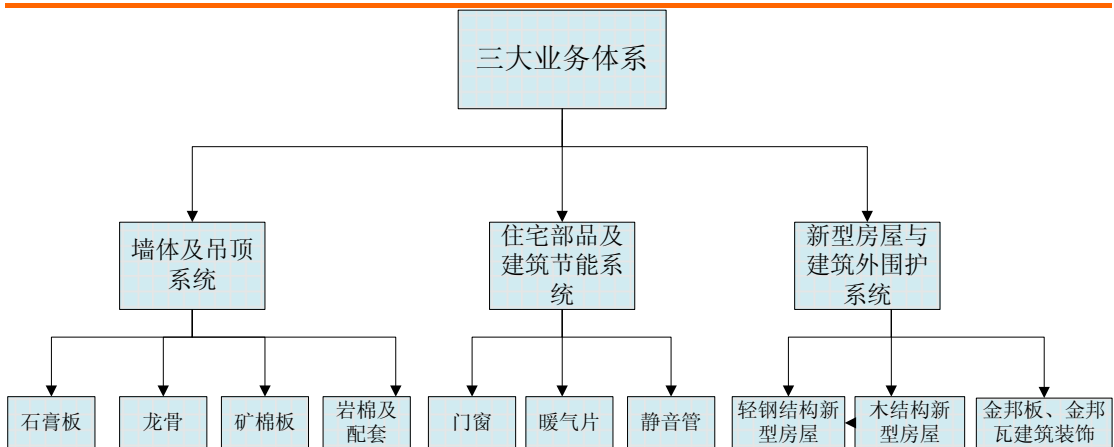 三大业务体系
墙体及吊顶
系统
住宅部品及
建筑节能系
统
新型房屋与
建筑外围护
系统
石膏板
龙骨
矿棉板
岩棉及
配套
门窗
暖气片
静音管
轻钢结构新
型房屋
木结构新
型房屋
金邦板、金邦
瓦建筑装饰